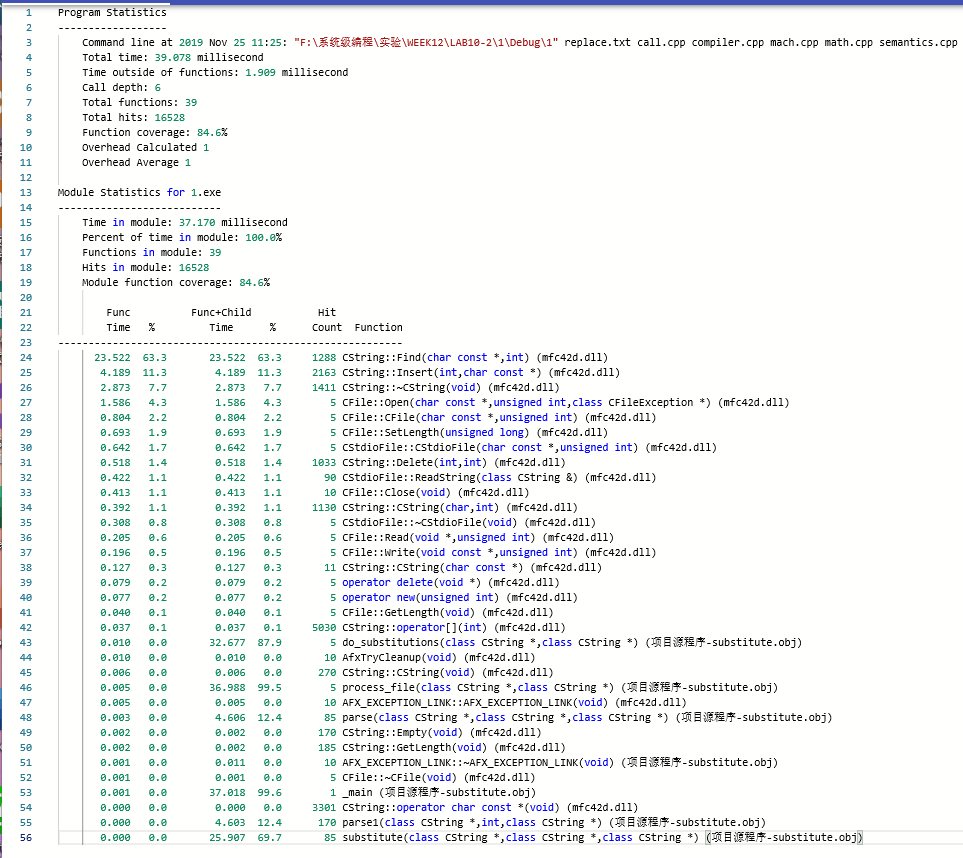 1 Program Statistics
2 -----------------
3 Command line at 2019 Nov 25 11:25: "F:\系统级编程\实验\WEEK12\LAB10-2\1\Debug\1" replace.txt call.cpp compiler.cpp mach.cpp math.cpp semantics.cpp
4 Total time: 39.078 millisecond
5 Time outside of functions: 1.909 millisecond
6 Call depth: 6
7 Total functions: 39
8 Total hits: 16528
9 Function coverage: 84.6%
10 Overhead Calculated 1
11 Overhead Average 1
12
13 Module Statistics for 1.exe
14 ---------------------------
15 Time in module: 37.170 millisecond
16 Percent of time in module: 100.0%
17 Functions in module: 39
18 Hits in module: 16528
19 Module function coverage: 84.6%
20
21 Func Func+Child Hit
22 Time % Time % Count Function
23 ---------------------------------------------------------
24 23.522 63.3 23.522 63.3 1288 CString::Find(char const *,int) (mfc42d.dll)
25 4.189 11.3 4.189 11.3 2163 CString::Insert(int,char const *) (mfc42d.dll)
26 2.873 7.7 2.873 7.7 1411 CString::~CString(void) (mfc42d.dll)
27 1.586 4.3 1.586 4.3 5 CFile::Open(char const *,unsigned int,class CFileException *) (mfc42d.dll)
28 0.804 2.2 0.804 2.2 5 CFile::CFile(char const *,unsigned int) (mfc42d.dll)
29 0.693 1.9 0.693 1.9 5 CFile::SetLength(unsigned long) (mfc42d.dll)
30 0.642 1.7 0.642 1.7 5 CStdioFile::CStdioFile(char const *,unsigned int) (mfc42d.dll)
31 0.518 1.4 0.518 1.4 1033 CString::Delete(int,int) (mfc42d.dll)
32 0.422 1.1 0.422 1.1 90 CStdioFile::ReadString(class CString &) (mfc42d.dll)
33 0.413 1.1 0.413 1.1 10 CFile::Close(void) (mfc42d.dll)
34 0.392 1.1 0.392 1.1 1130 CString::CString(char,int) (mfc42d.dll)
35 0.308 0.8 0.308 0.8 5 CStdioFile::~CStdioFile(void) (mfc42d.dll)
36 0.205 0.6 0.205 0.6 5 CFile::Read(void *,unsigned int) (mfc42d.dll)
37 0.196 0.5 0.196 0.5 5 CFile::Write(void const *,unsigned int) (mfc42d.dll)
38 0.127 0.3 0.127 0.3 11 CString::CString(char const *) (mfc42d.dll)
39 0.079 0.2 0.079 0.2 5 operator delete(void *) (mfc42d.dll)
40 0.077 0.2 0.077 0.2 5 operator new(unsigned int) (mfc42d.dll)
41 0.040 0.1 0.040 0.1 5 CFile::GetLength(void) (mfc42d.dll)
42 0.037 0.1 0.037 0.1 5030 CString::operator[](int) (mfc42d.dll)
43 0.010 0.0 32.677 87.9 5 do_substitutions(class CString *,class CString *) (项目源程序-substitute.obj)
44 0.010 0.0 0.010 0.0 10 AfxTryCleanup(void) (mfc42d.dll)
45 0.006 0.0 0.006 0.0 270 CString::CString(void) (mfc42d.dll)
46 0.005 0.0 36.988 99.5 5 process_file(class CString *,class CString *) (项目源程序-substitute.obj)
47 0.005 0.0 0.005 0.0 10 AFX_EXCEPTION_LINK::AFX_EXCEPTION_LINK(void) (mfc42d.dll)
48 0.003 0.0 4.606 12.4 85 parse(class CString *,class CString *,class CString *) (项目源程序-substitute.obj)
49 0.002 0.0 0.002 0.0 170 CString::Empty(void) (mfc42d.dll)
50 0.002 0.0 0.002 0.0 185 CString::GetLength(void) (mfc42d.dll)
51 0.001 0.0 0.011 0.0 10 AFX_EXCEPTION_LINK::~AFX_EXCEPTION_LINK(void) (项目源程序-substitute.obj)
52 0.001 0.0 0.001 0.0 5 CFile::~CFile(void) (mfc42d.dll)
53 0.001 0.0 37.018 99.6 1 _main (项目源程序-substitute.obj)
54 0.000 0.0 0.000 0.0 3301 CString::operator char const *(void) (mfc42d.dll)
55 0.000 0.0 4.603 12.4 170 parse1(class CString *,int,class CString *) (项目源程序-substitute.obj)
56 0.000 0.0 25.907 69.7 85 substitute(class CString *,class CString *,class CString *) (项目源程序-substitute.obj)